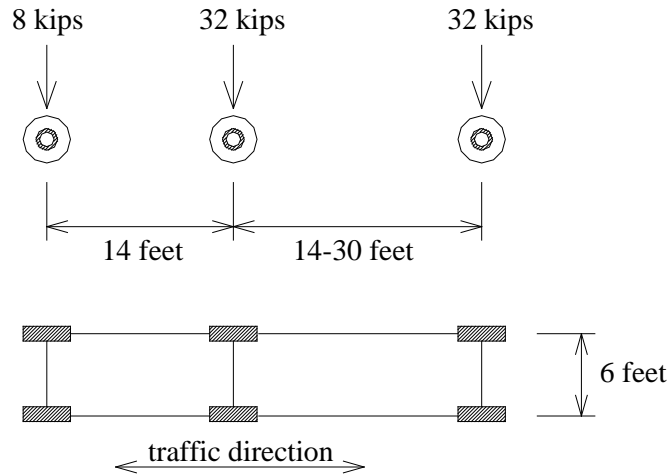 8 kips
32 kips
32 kips
14 feet
14-30 feet
6 feet
traffic direction